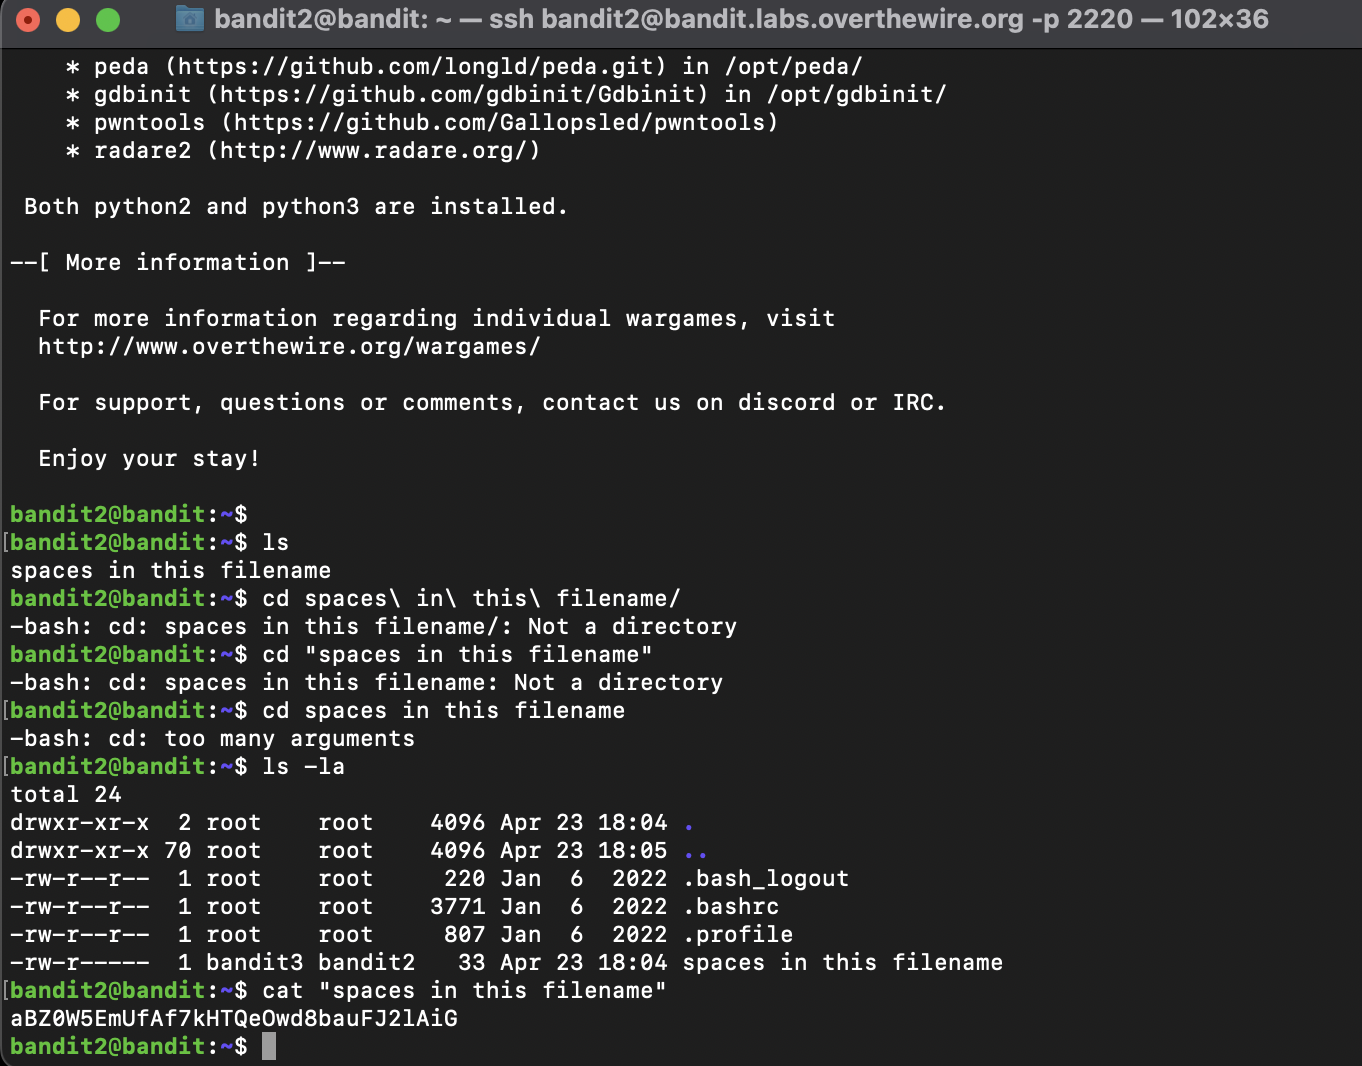 bandit2@bandit: ~ — ssh bandit2@bandit.labs.overthewire.org -p 2220 — 102×36
    * peda (https://github.com/longld/peda.git) in /opt/peda/
    * gdbinit (https://github.com/gdbinit/Gdbinit) in /opt/gdbinit/
    * pwntools (https://github.com/Gallopsled/pwntools)
    * radare2 (http://www.radare.org/)
 Both python2 and python3 are installed.
--[ More information ]--
  For more information regarding individual wargames, visit
  http://www.overthewire.org/wargames/
  For support, questions or comments, contact us on discord or IRC.
  Enjoy your stay!
bandit2@bandit:~$
[bandit2@bandit:~$ ls
spaces in this filename
bandit2@bandit:~$ cd spaces\ in\ this\ filename/
-bash: cd: spaces in this filename/: Not a directory
bandit2@bandit:~$ cd "spaces in this filename"
-bash: cd: spaces in this filename: Not a directory
[bandit2@bandit:~$ cd spaces in this filename
-bash: cd: too many arguments
[bandit2@bandit:~$ ls -la
total 24
drwxr-xr-x  2 root    root    4096 Apr 23 18:04 .
drwxr-xr-x 70 root    root    4096 Apr 23 18:05 ..
-rw-r--r--  1 root    root     220 Jan  6  2022 .bash_logout
-rw-r--r--  1 root    root    3771 Jan  6  2022 .bashrc
-rw-r--r--  1 root    root     807 Jan  6  2022 .profile
-rw-r-----  1 bandit3 bandit2   33 Apr 23 18:04 spaces in this filename
[bandit2@bandit:~$ cat "spaces in this filename"
aBZ0W5EmUfAf7kHTQeOwd8bauFJ2lAiG
bandit2@bandit:~$